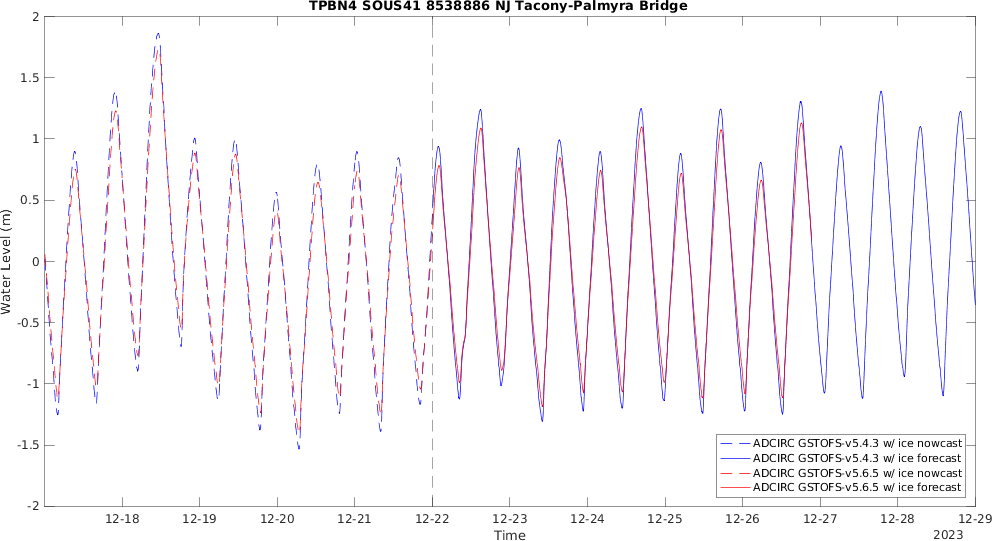 TPBN4 SOUS41 8538886 NJ Tacony-Palmyra Bridge
2
1.5
1
0.5
0
-0.5
-1
-1.5
-2
Water Level (m)
12-18 12-19 12-20 12-21 12-22 12-23 12-24 12-25 12-26 12-27 12-28 12-29
Time
2023
ADCIRC GSTOFS-v5.4.3 w/ ice nowcast
ADCIRC GSTOFS-v5.4.3 w/ ice forecast
ADCIRC GSTOFS-v5.6.5 w/ ice nowcast
ADCIRC GSTOFS-v5.6.5 w/ ice forecast